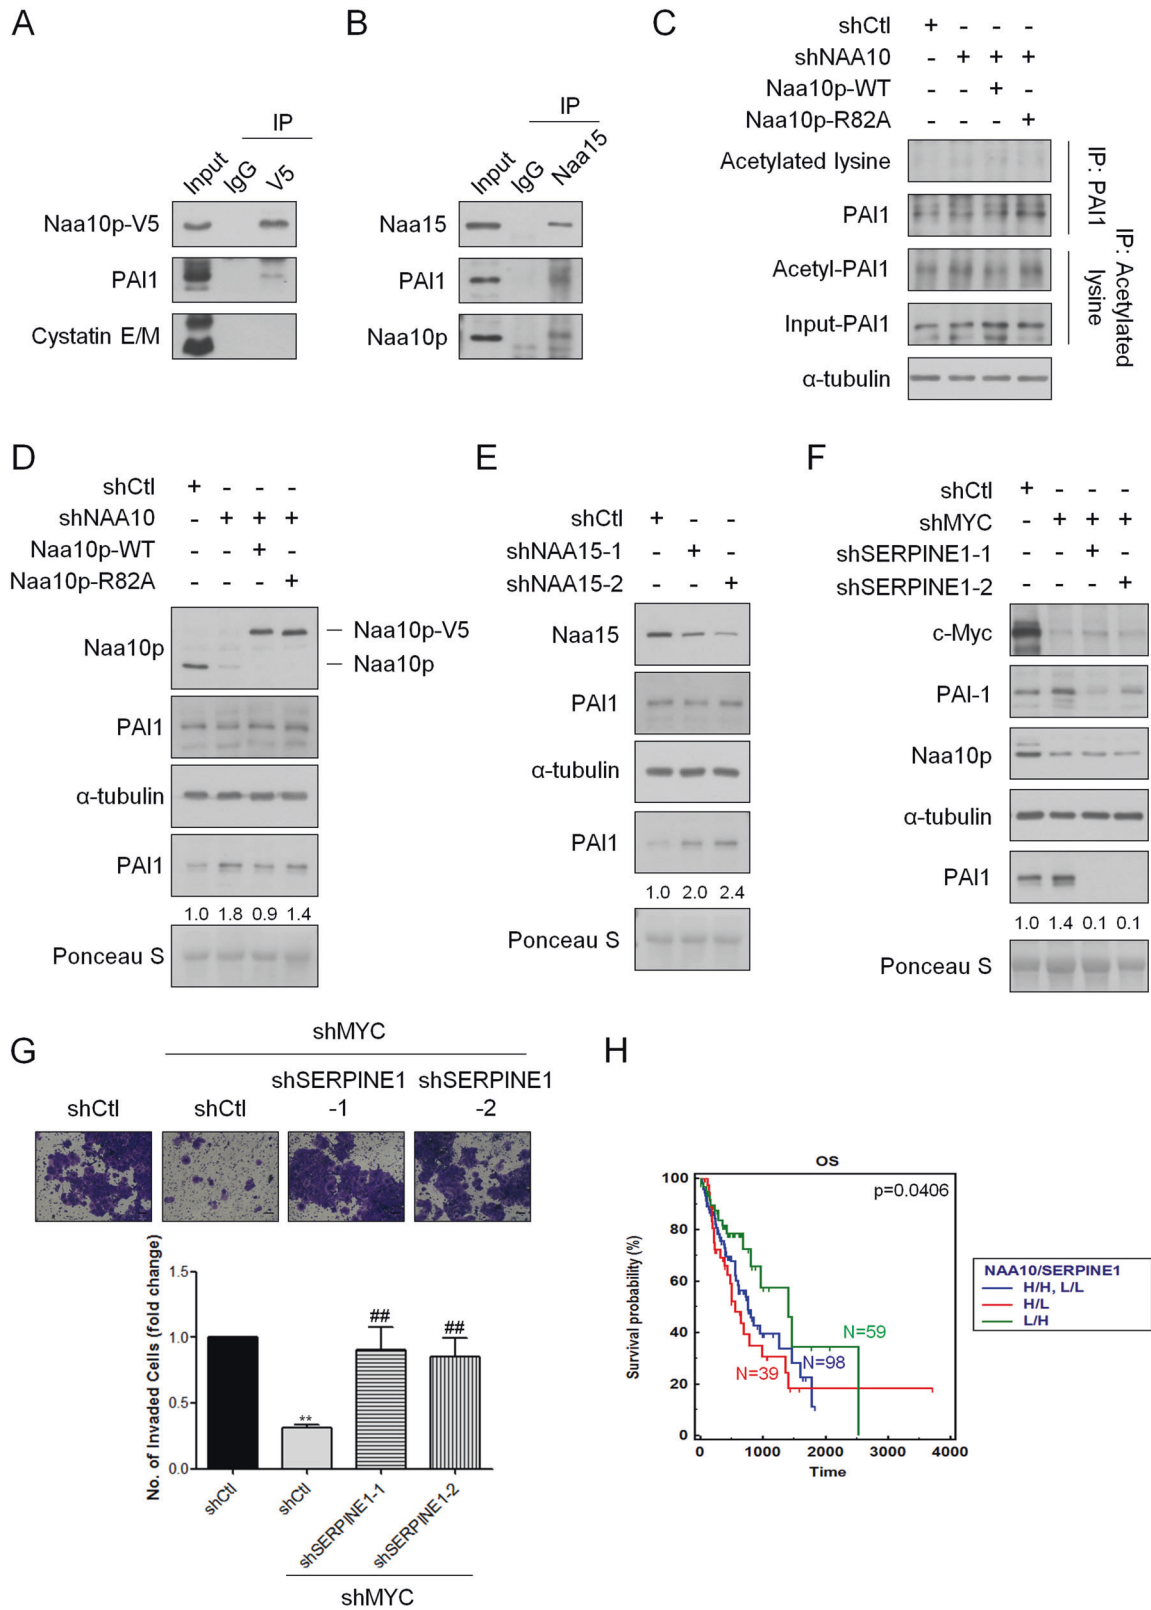 A
IP
Input
IgG
V5
Naa10p-V5
PAI1
Cystatin E/M
B
IP
Input
IgG
Naa15
Naa15
PAI1
Naa10p
C
shCtl + - - -
shNAA10 - + + +
Naa10p-WT - - + -
Naa10p-R82A - - - +
Acetylated lysine
PAI1
Acetyl-PAI1
Input-PAI1
α-tubulin
IP: PAI1
IP: Acetylated
lysine
D
shCtl + - - -
shNAA10 - + + +
Naa10p-WT - - + -
Naa10p-R82A - - - +
Naa10p
Naa10p-V5
Naa10p
PAI1
α-tubulin
PAI1
1.0 1.8 0.9 1.4
Ponceau S
E
shCtl + - -
shNAA15-1 - + -
shNAA15-2 - - +
Naa15
PAI1
α-tubulin
PAI1
1.0 2.0 2.4
Ponceau S
F
shCtl + - - -
shMYC - + + +
shSERPINE1-1 - - + -
shSERPINE1-2 - - - +
c-Myc
PAI-1
Naa10p
α-tubulin
PAI1
1.0 1.4 0.1 0.1
Ponceau S
G
shMYC
shCtl
shCtl
shSERPINE1
-1
shSERPINE1
-2
No. of Invaded Cells (fold change)
1.5
1.0
0.5
0.0
**
##
##
shCtl
shCtl
shSERPINE1-1
shSERPINE1-2
shMYC
H
OS
p=0.0406
Survival probability (%)
100
80
60
40
20
0
N=59
N=98
N=39
0 1000 2000 3000 4000
Time
NAA10/SERPINE1
H/H, L/L
H/L
L/H